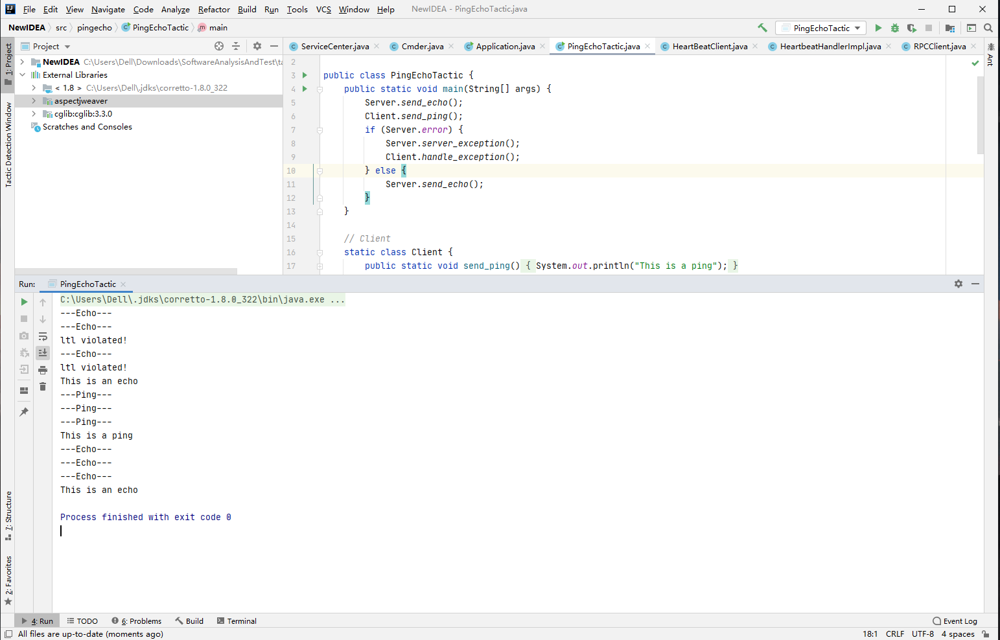 File Edit View Navigate Code Analyze Refactor Build Run Tools VCS Window Help NewIDEA - PingEchoTactic.java
NewIDEA src pingecho PingEchoTactic main PingEchoTactic
Project
ServiceCenter.java Cmder.java Application.java PingEchoTactic.java HeartBeatClient.java HeartbeatHandlerImpl.java RPCClient.java
1: Project
Tactic Detection Window
7: Structure
2: Favorites
Ant
NewIDEA C:\Users\Dell\Downloads\SoftwareAnalysisAndTest\ta
External Libraries
< 1.8 > C:\Users\Dell\.jdks\corretto-1.8.0_322
aspectjweaver
cglib:cglib:3.3.0
Scratches and Consoles
2
3 public class PingEchoTactic {
4 public static void main(String[] args) {
5 Server.send_echo();
6 Client.send_ping();
7 if (Server.error) {
8 Server.server_exception();
9 Client.handle_exception();
10 } else {
11 Server.send_echo();
12 }
13 }
14
15 // Client
16 static class Client {
17 public static void send_ping() { System.out.println("This is a ping"); }
Run: PingEchoTactic
C:\Users\Dell\.jdks\corretto-1.8.0_322\bin\java.exe ...
---Echo---
---Echo---
ltl violated!
---Echo---
ltl violated!
This is an echo
---Ping---
---Ping---
---Ping---
This is a ping
---Echo---
---Echo---
---Echo---
This is an echo
Process finished with exit code 0
4: Run TODO 6: Problems Build Terminal Event Log
All files are up-to-date (moments ago) 18:1 CRLF UTF-8 4 spaces